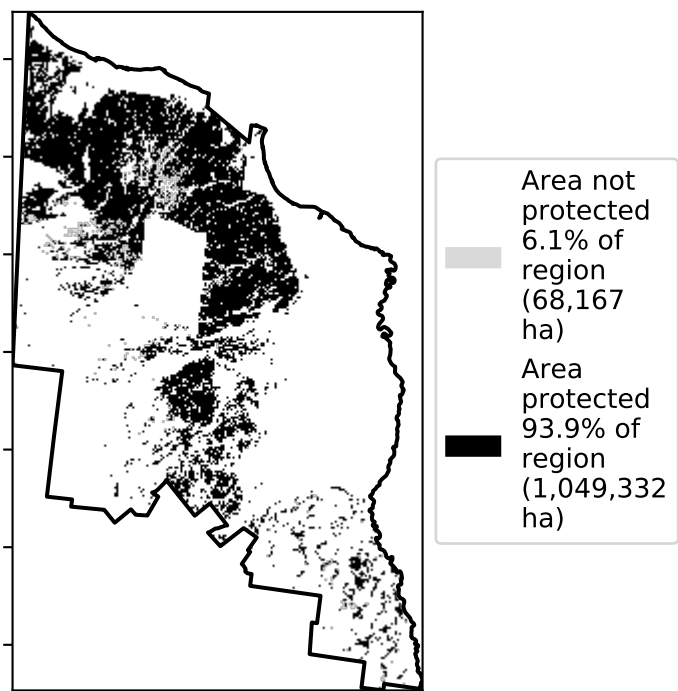 Area not
protected
6.1% of
region
(68,167
ha)
Area
protected
93.9% of
region
(1,049,332
ha)